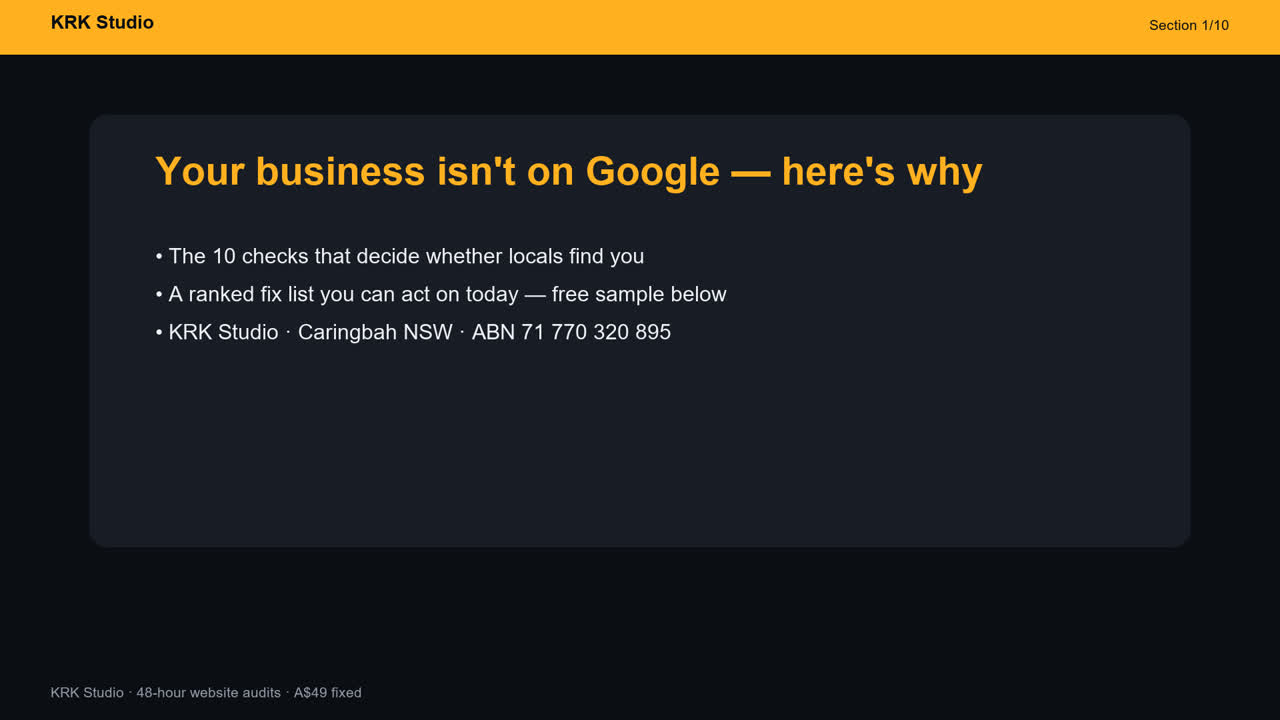 KRK Studio
Section 1/10
Your business isn't on Google — here's why
• The 10 checks that decide whether locals find you
• A ranked fix list you can act on today — free sample below
• KRK Studio · Caringbah NSW · ABN 71 770 320 895
KRK Studio · 48-hour website audits · A$49 fixed